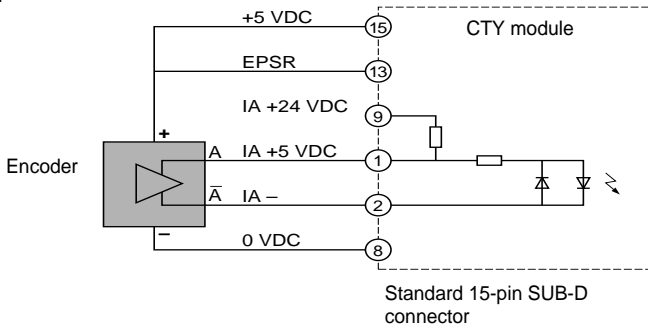 +5 VDC
15
CTY module
EPSR
13
IA +24 VDC
9
+
Encoder
A
IA +5 VDC
1
A̅
IA –
2
–
0 VDC
8
Standard 15-pin SUB-D
connector